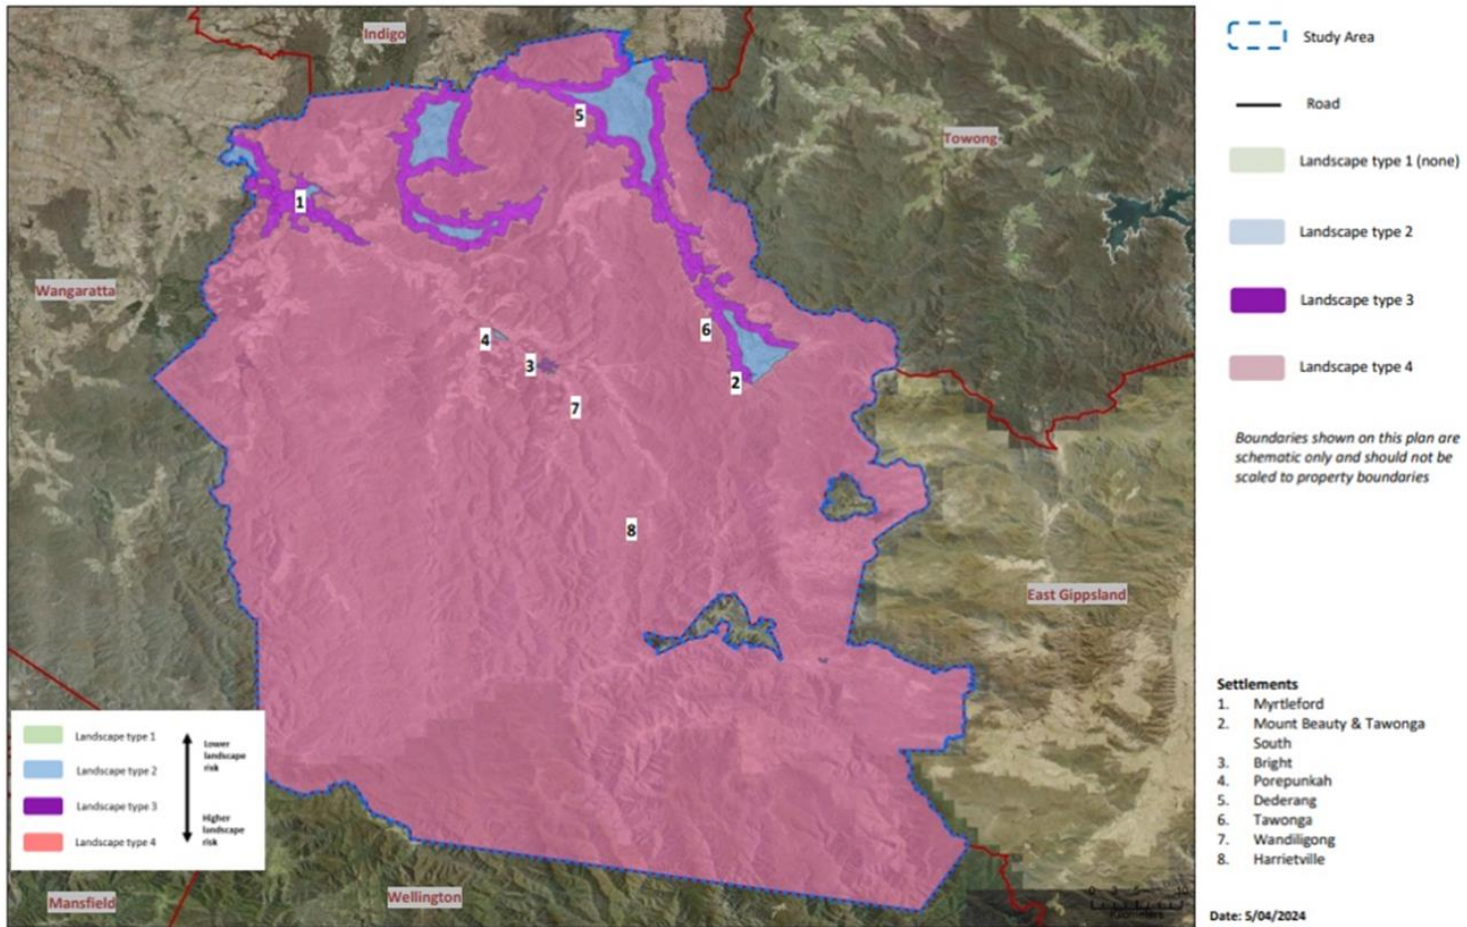 Indigo
Towong
Wangaratta
East Gippsland
Mansfield
Wellington
1
2
3
4
5
6
7
8
Landscape type 1
Landscape type 2
Landscape type 3
Landscape type 4
Lower
landscape
risk
Higher
landscape
risk
Kilometers
Study Area
Road
Landscape type 1 (none)
Landscape type 2
Landscape type 3
Landscape type 4
Boundaries shown on this plan are
schematic only and should not be
scaled to property boundaries
Settlements
1. Myrtleford
2. Mount Beauty & Tawonga
South
3. Bright
4. Porepunkah
5. Dederang
6. Tawonga
7. Wandiligong
8. Harrietville
Date: 5/04/2024